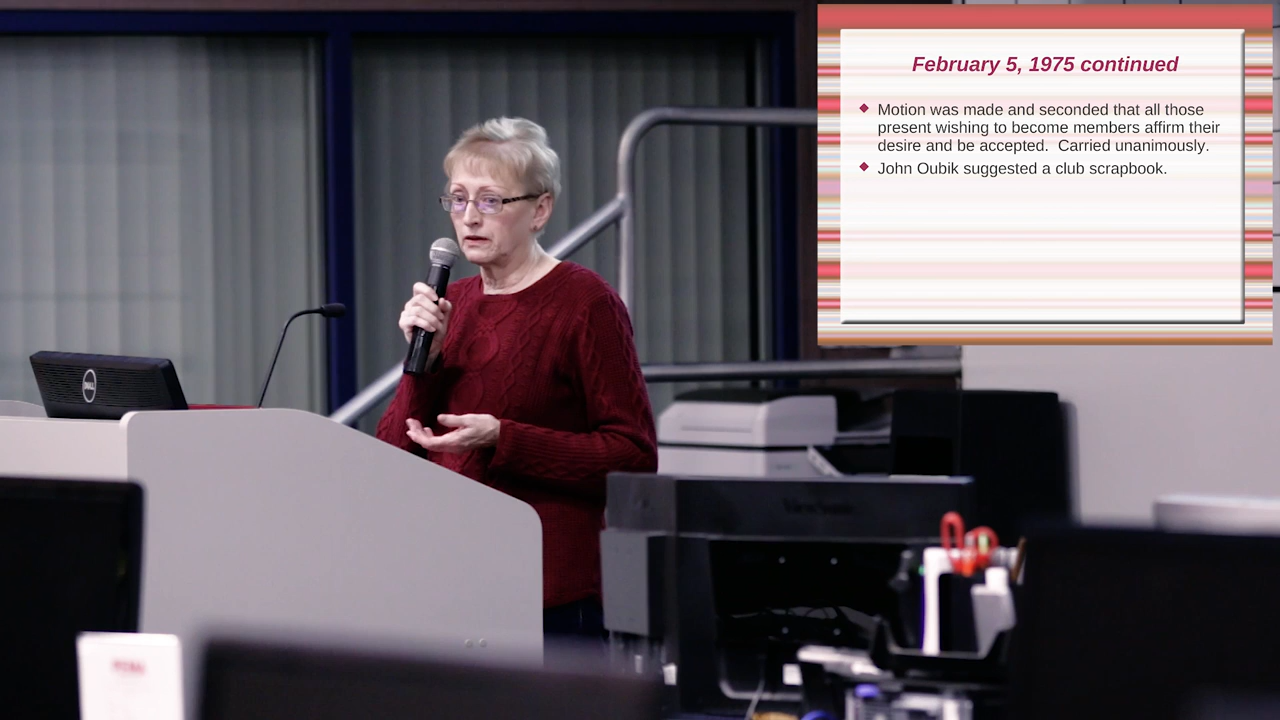 February 5, 1975 continued
Motion was made and seconded that all those
present wishing to become members affirm their
desire and be accepted.  Carried unanimously.
John Oubik suggested a club scrapbook.
DELL
ViewSonic